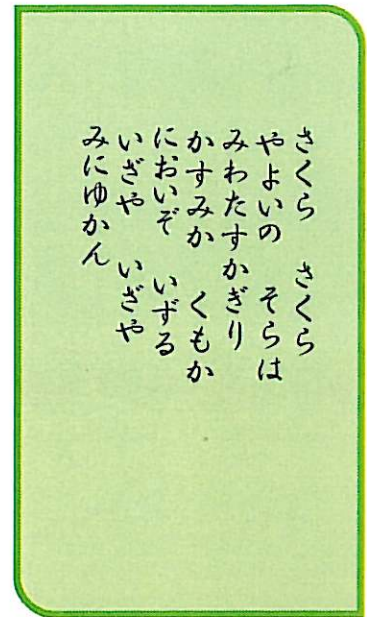 さくら　さくら
やよいの　そらは
みわたすかぎり
かすみか　くもか
においぞ　いずる
いざや　いざや
みにゆかん